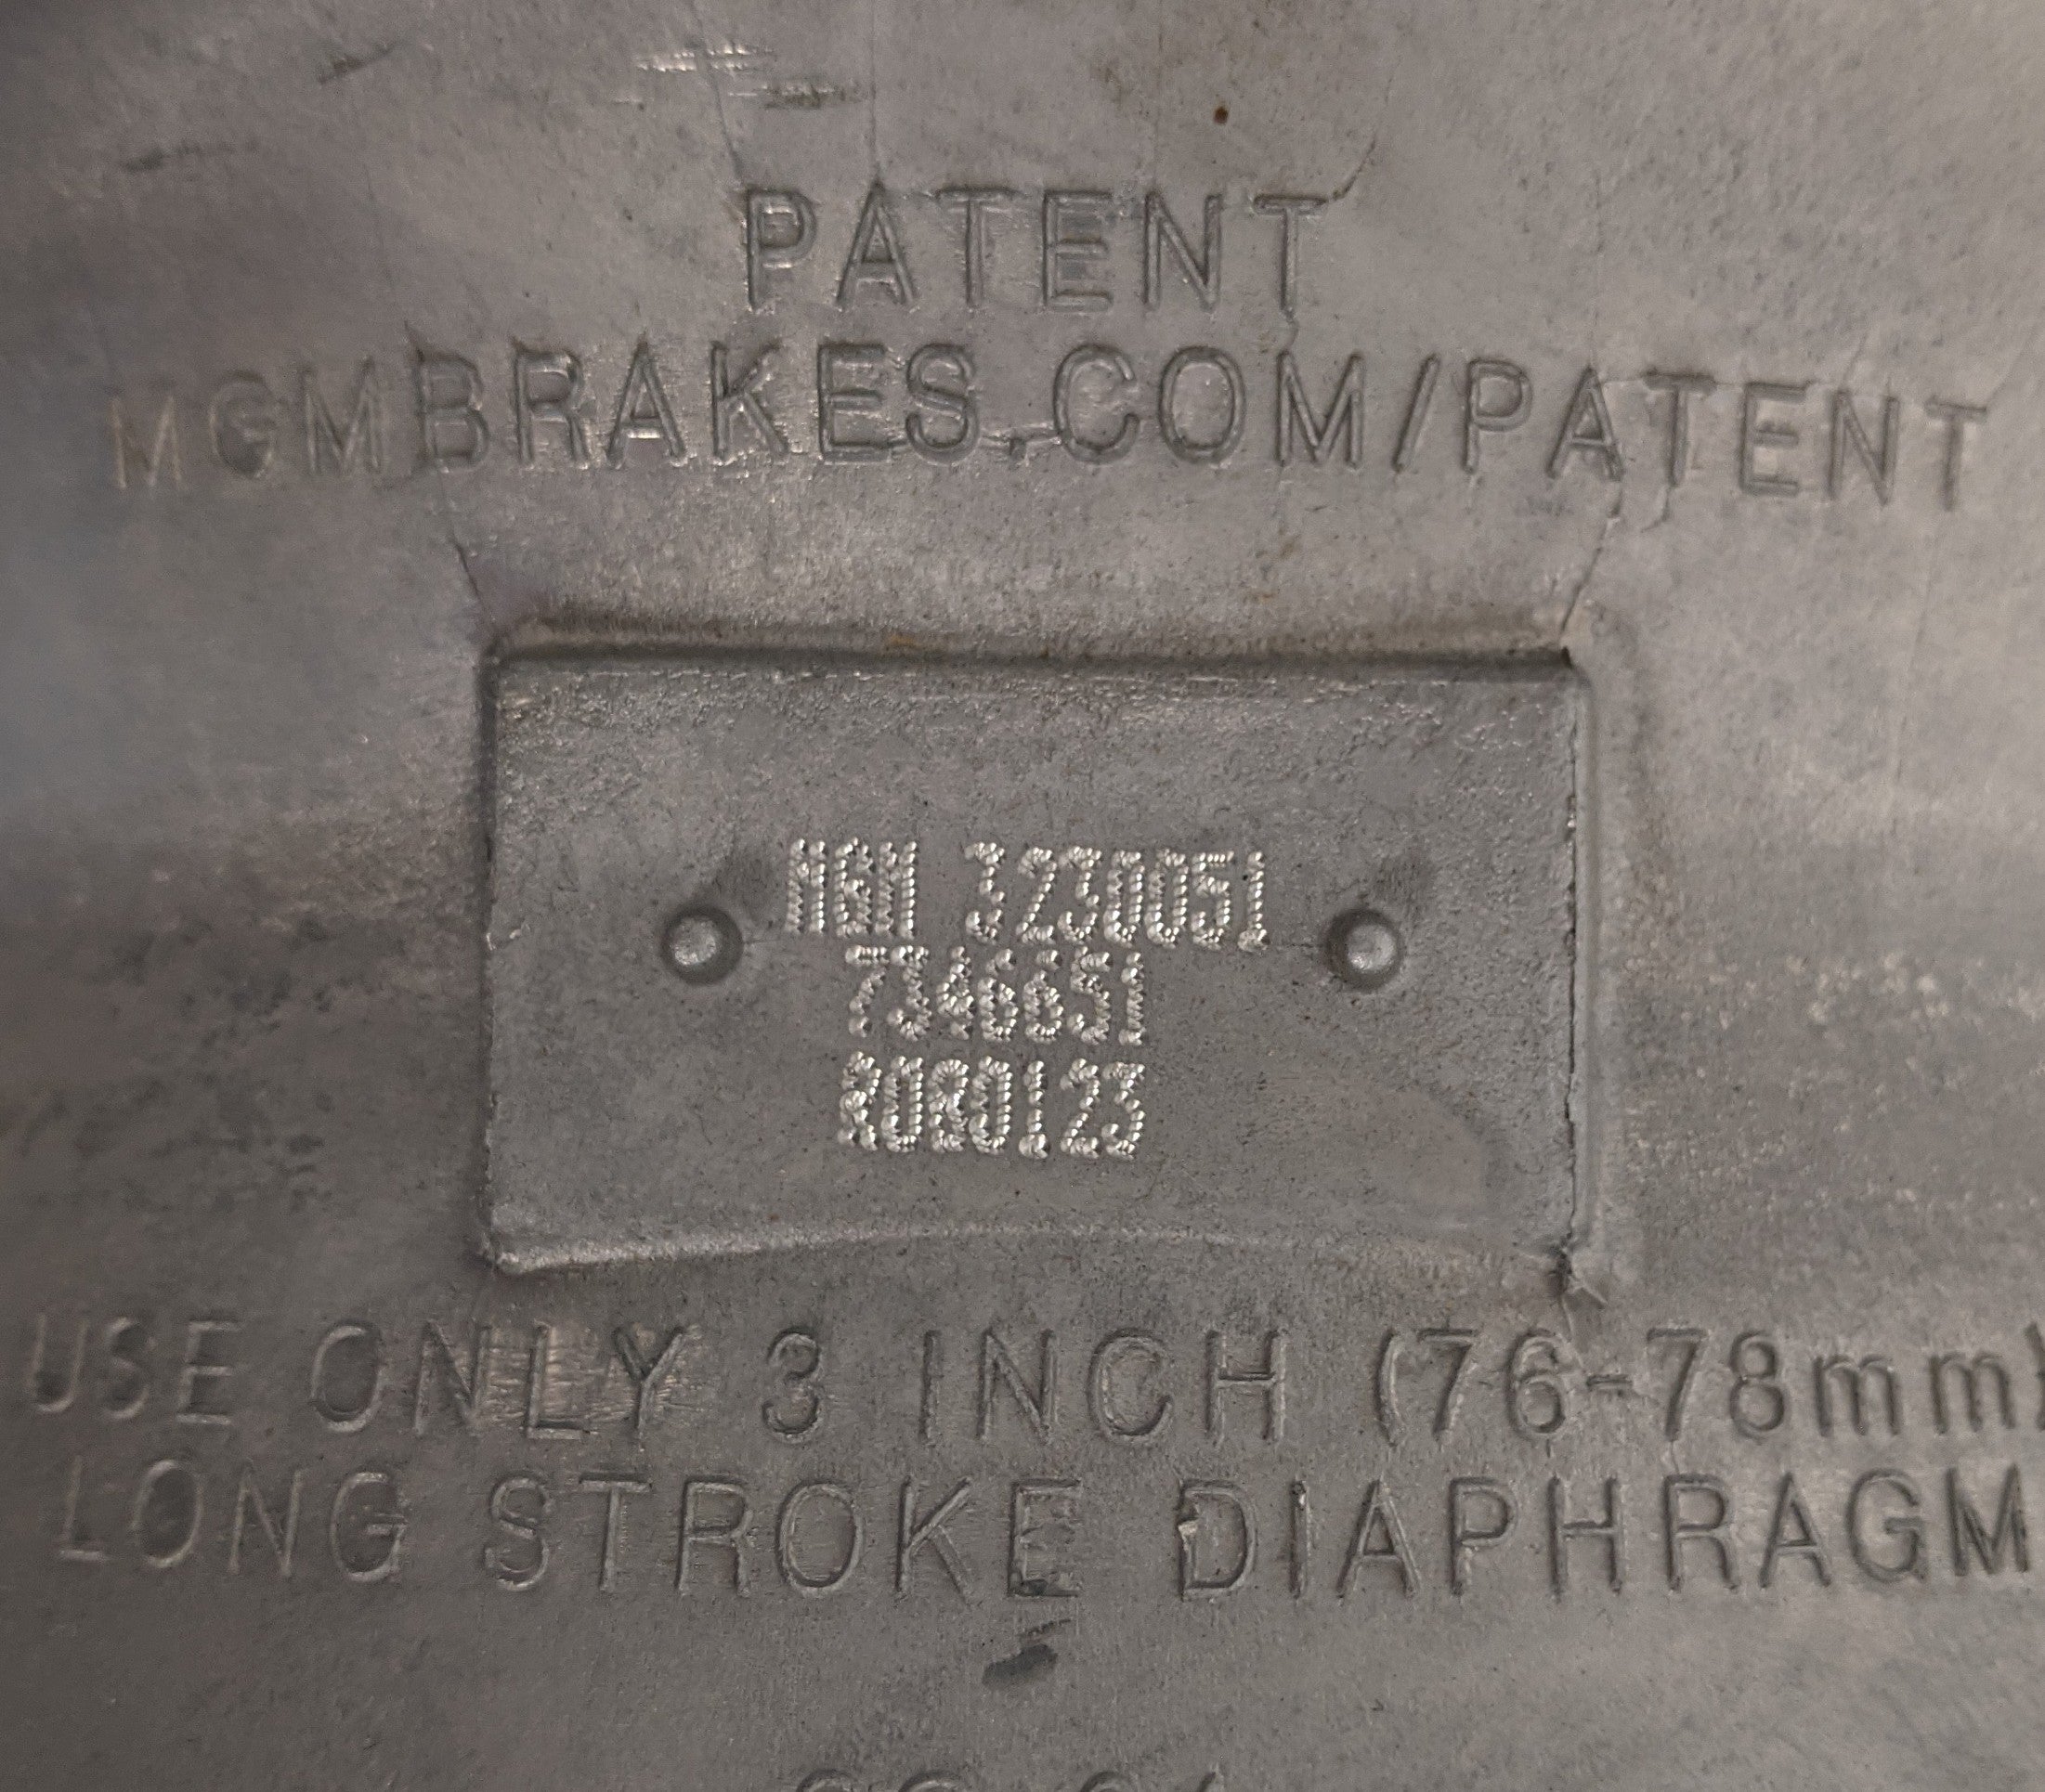 PATENT
MGMBRAKES.COM/PATENT
MGM 3230051
7346651
R080123
USE ONLY 3 INCH (76-78mm)
LONG STROKE DIAPHRAGM